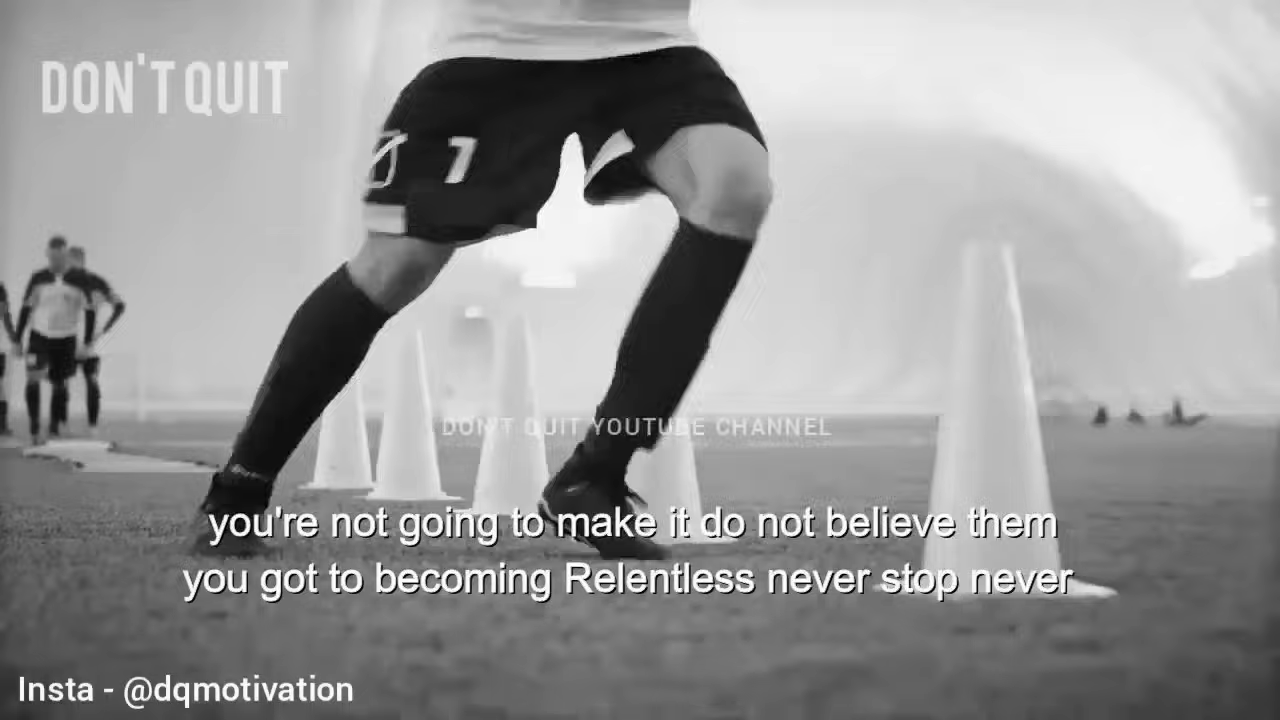 DON'T QUIT
7
DON'T QUIT YOUTUBE CHANNEL
you're not going to make it do not believe them
you got to becoming Relentless never stop never
Insta - @dqmotivation